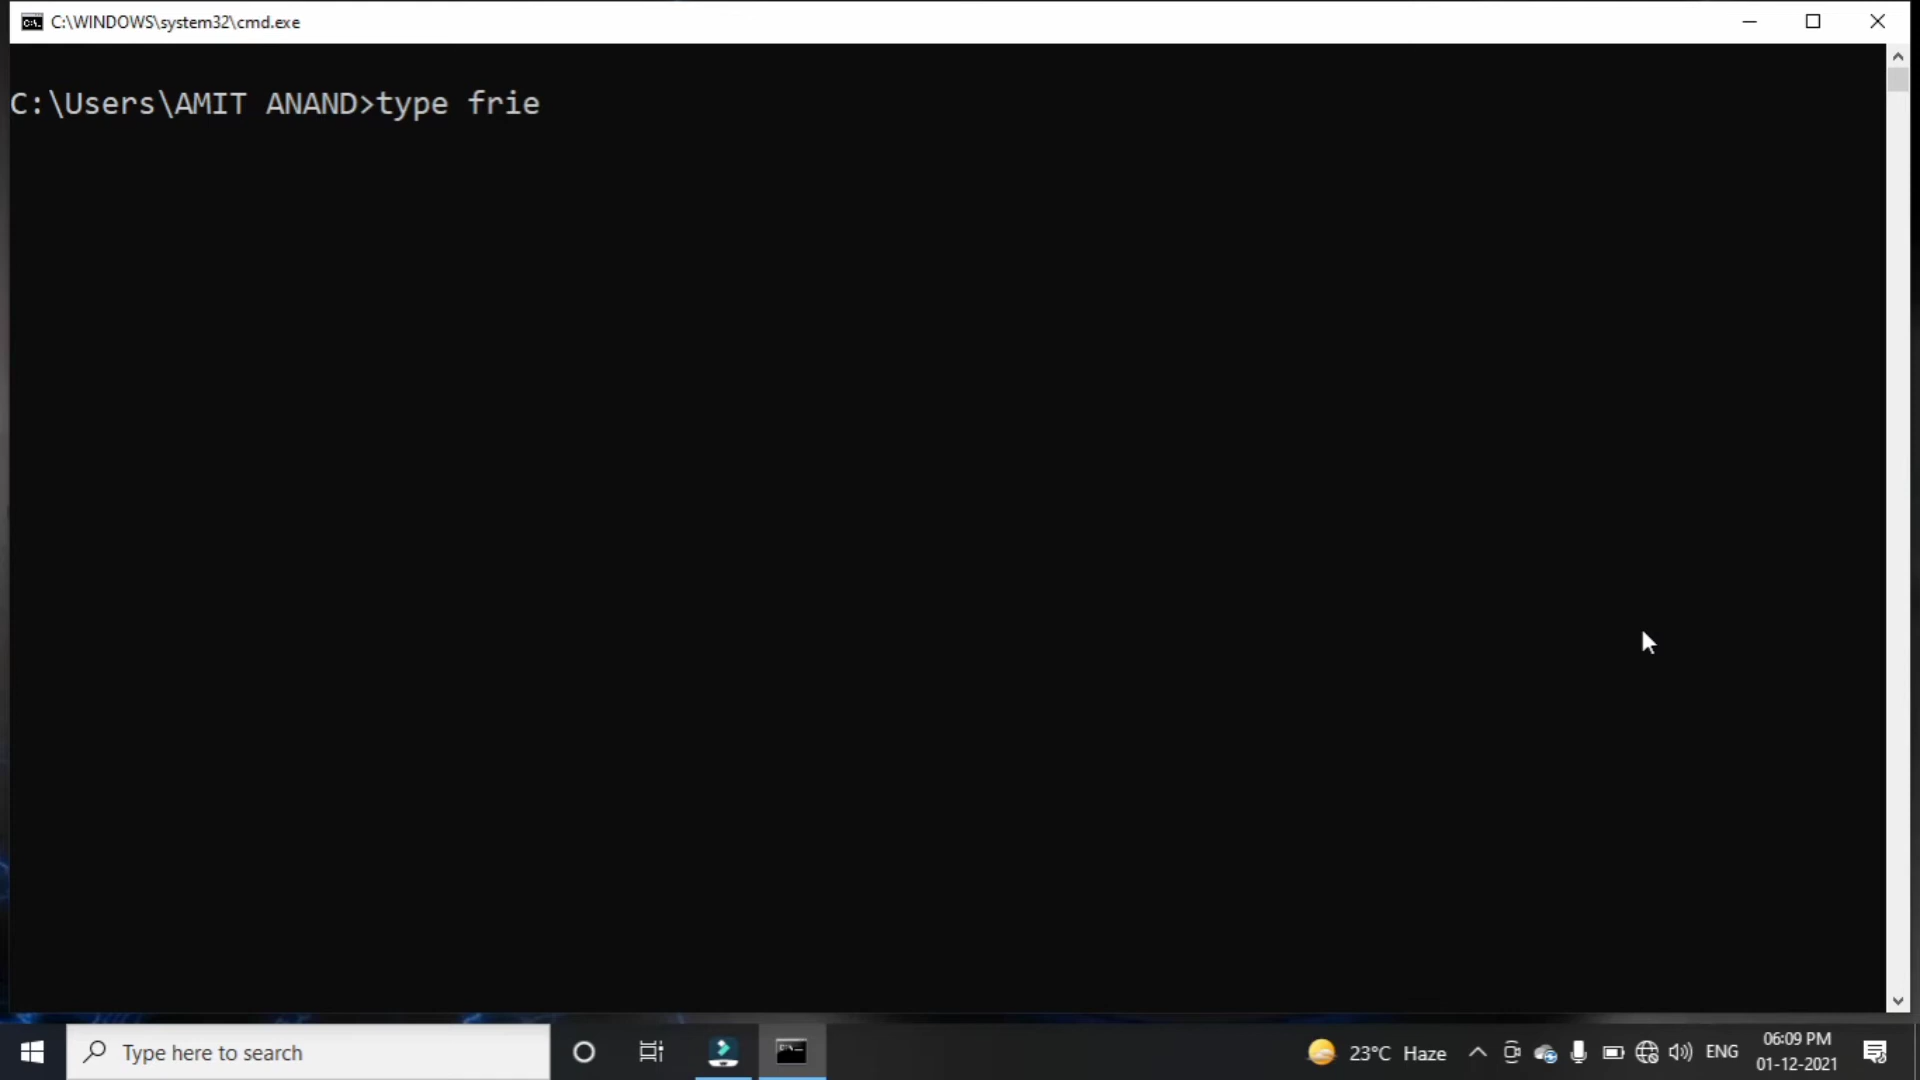 C:\WINDOWS\system32\cmd.exe
C:\Users\AMIT ANAND>type frie
Type here to search
23°C Haze
ENG
06:09 PM
01-12-2021